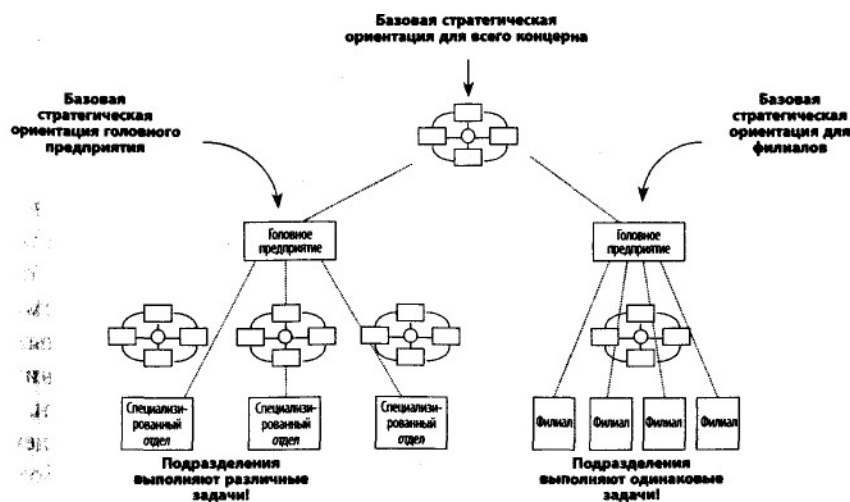 Базовая стратегическая
ориентация для всего концерна
Базовая
стратегическая
ориентация головного
предприятия
Базовая
стратегическая
ориентация для
филиалов
Головное
предприятие
Головное
предприятие
Специализи-
рованный
отдел
Специализи-
рованный
отдел
Специализи-
рованный
отдел
Филиал
Филиал
Филиал
Филиал
Подразделения
выполняют различные
задачи!
Подразделения
выполняют одинаковые
задачи!